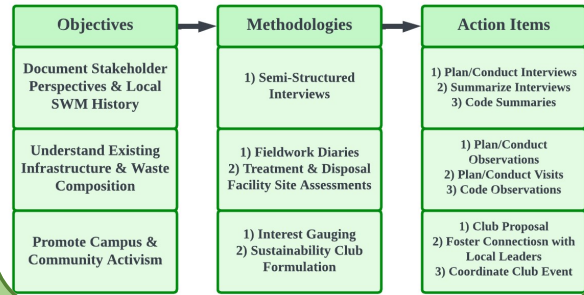 Objectives
Methodologies
Action Items
Document Stakeholder
Perspectives & Local
SWM History
1) Semi-Structured
Interviews
1) Plan/Conduct Interviews
2) Summarize Interviews
3) Code Summaries
Understand Existing
Infrastructure & Waste
Composition
1) Fieldwork Diaries
2) Treatment & Disposal
Facility Site Assessments
1) Plan/Conduct
Observations
2) Plan/Conduct Visits
3) Code Observations
Promote Campus &
Community Activism
1) Interest Gauging
2) Sustainability Club
Formulation
1) Club Proposal
2) Foster Connectiosn with
Local Leaders
3) Coordinate Club Event